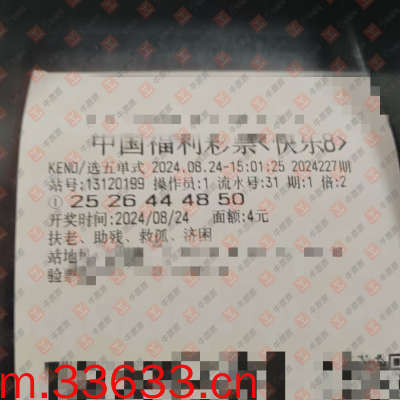 中国福利彩票<快乐8>
KENO/选五单式 2024.08.24-15:01:25 2024227期
站号:13120199 操作员:1 流水号:31 期:1 倍:2
① 25 26 44 48 50
开奖时间:2024/08/24 面额:4元
扶老、助残、救孤、济困
站地
验
m.33633.cn